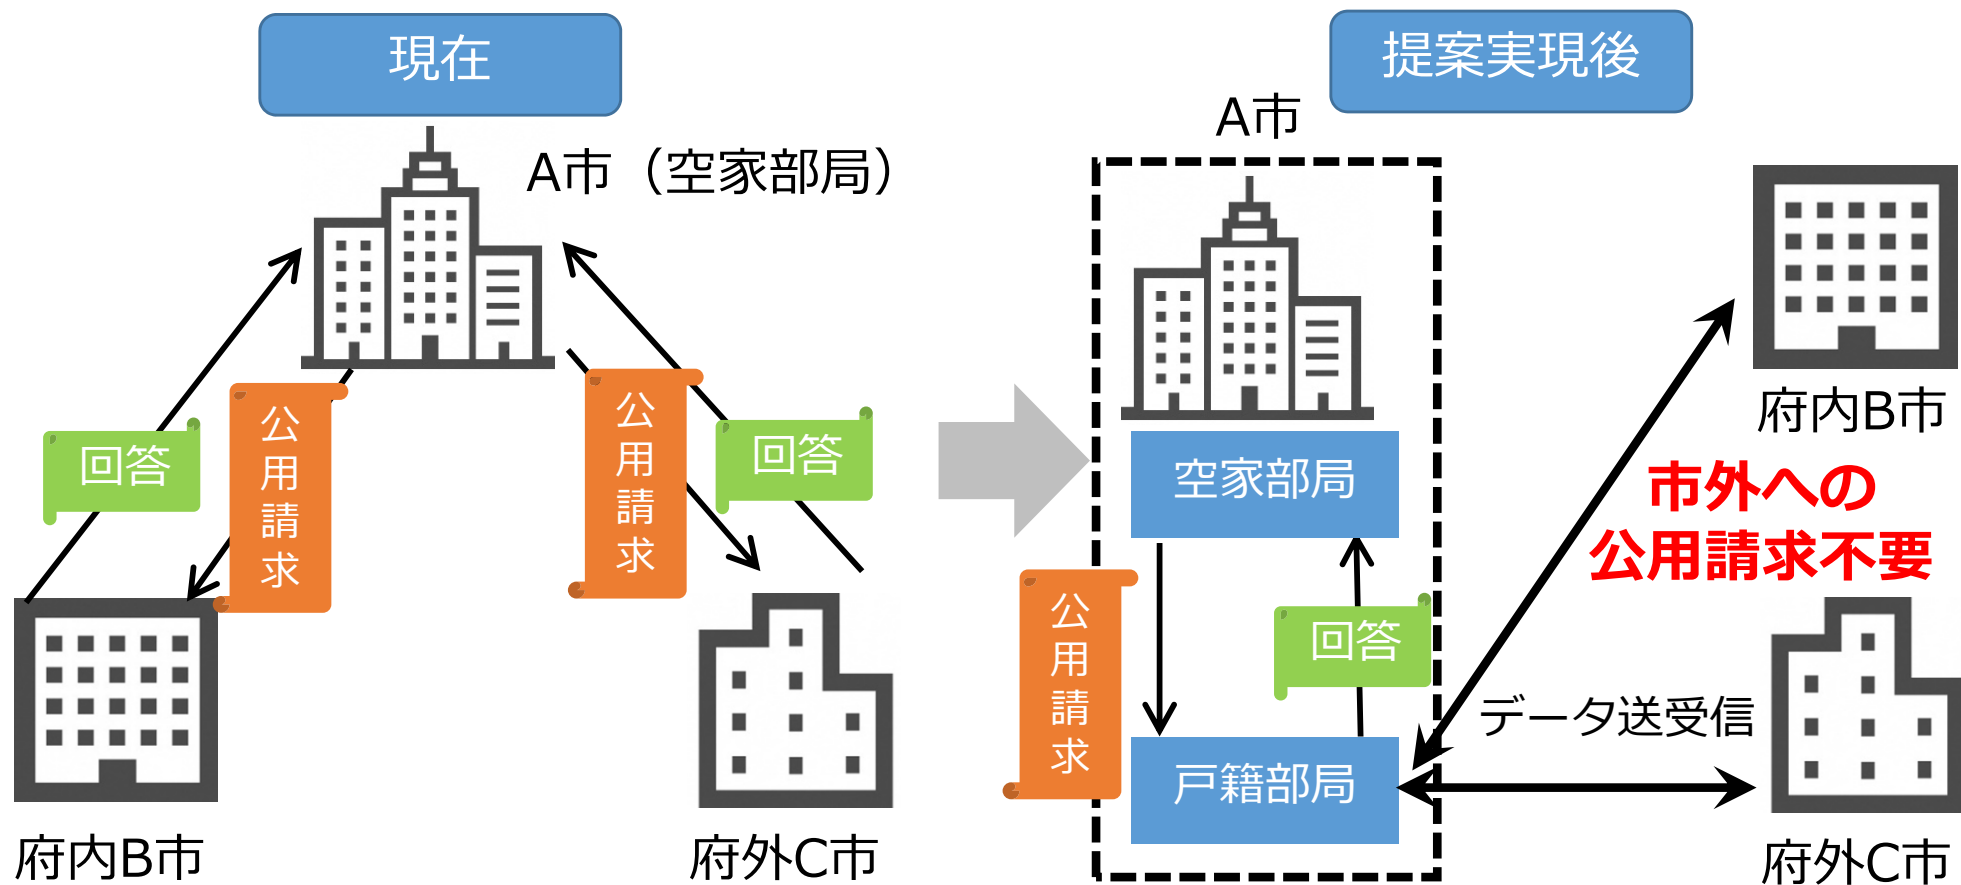 現在
A市（空家部局）
回答
公用請求
公用請求
回答
府内B市
府外C市
提案実現後
A市
空家部局
公用請求
回答
戸籍部局
府内B市
市外への
公用請求不要
データ送受信
府外C市